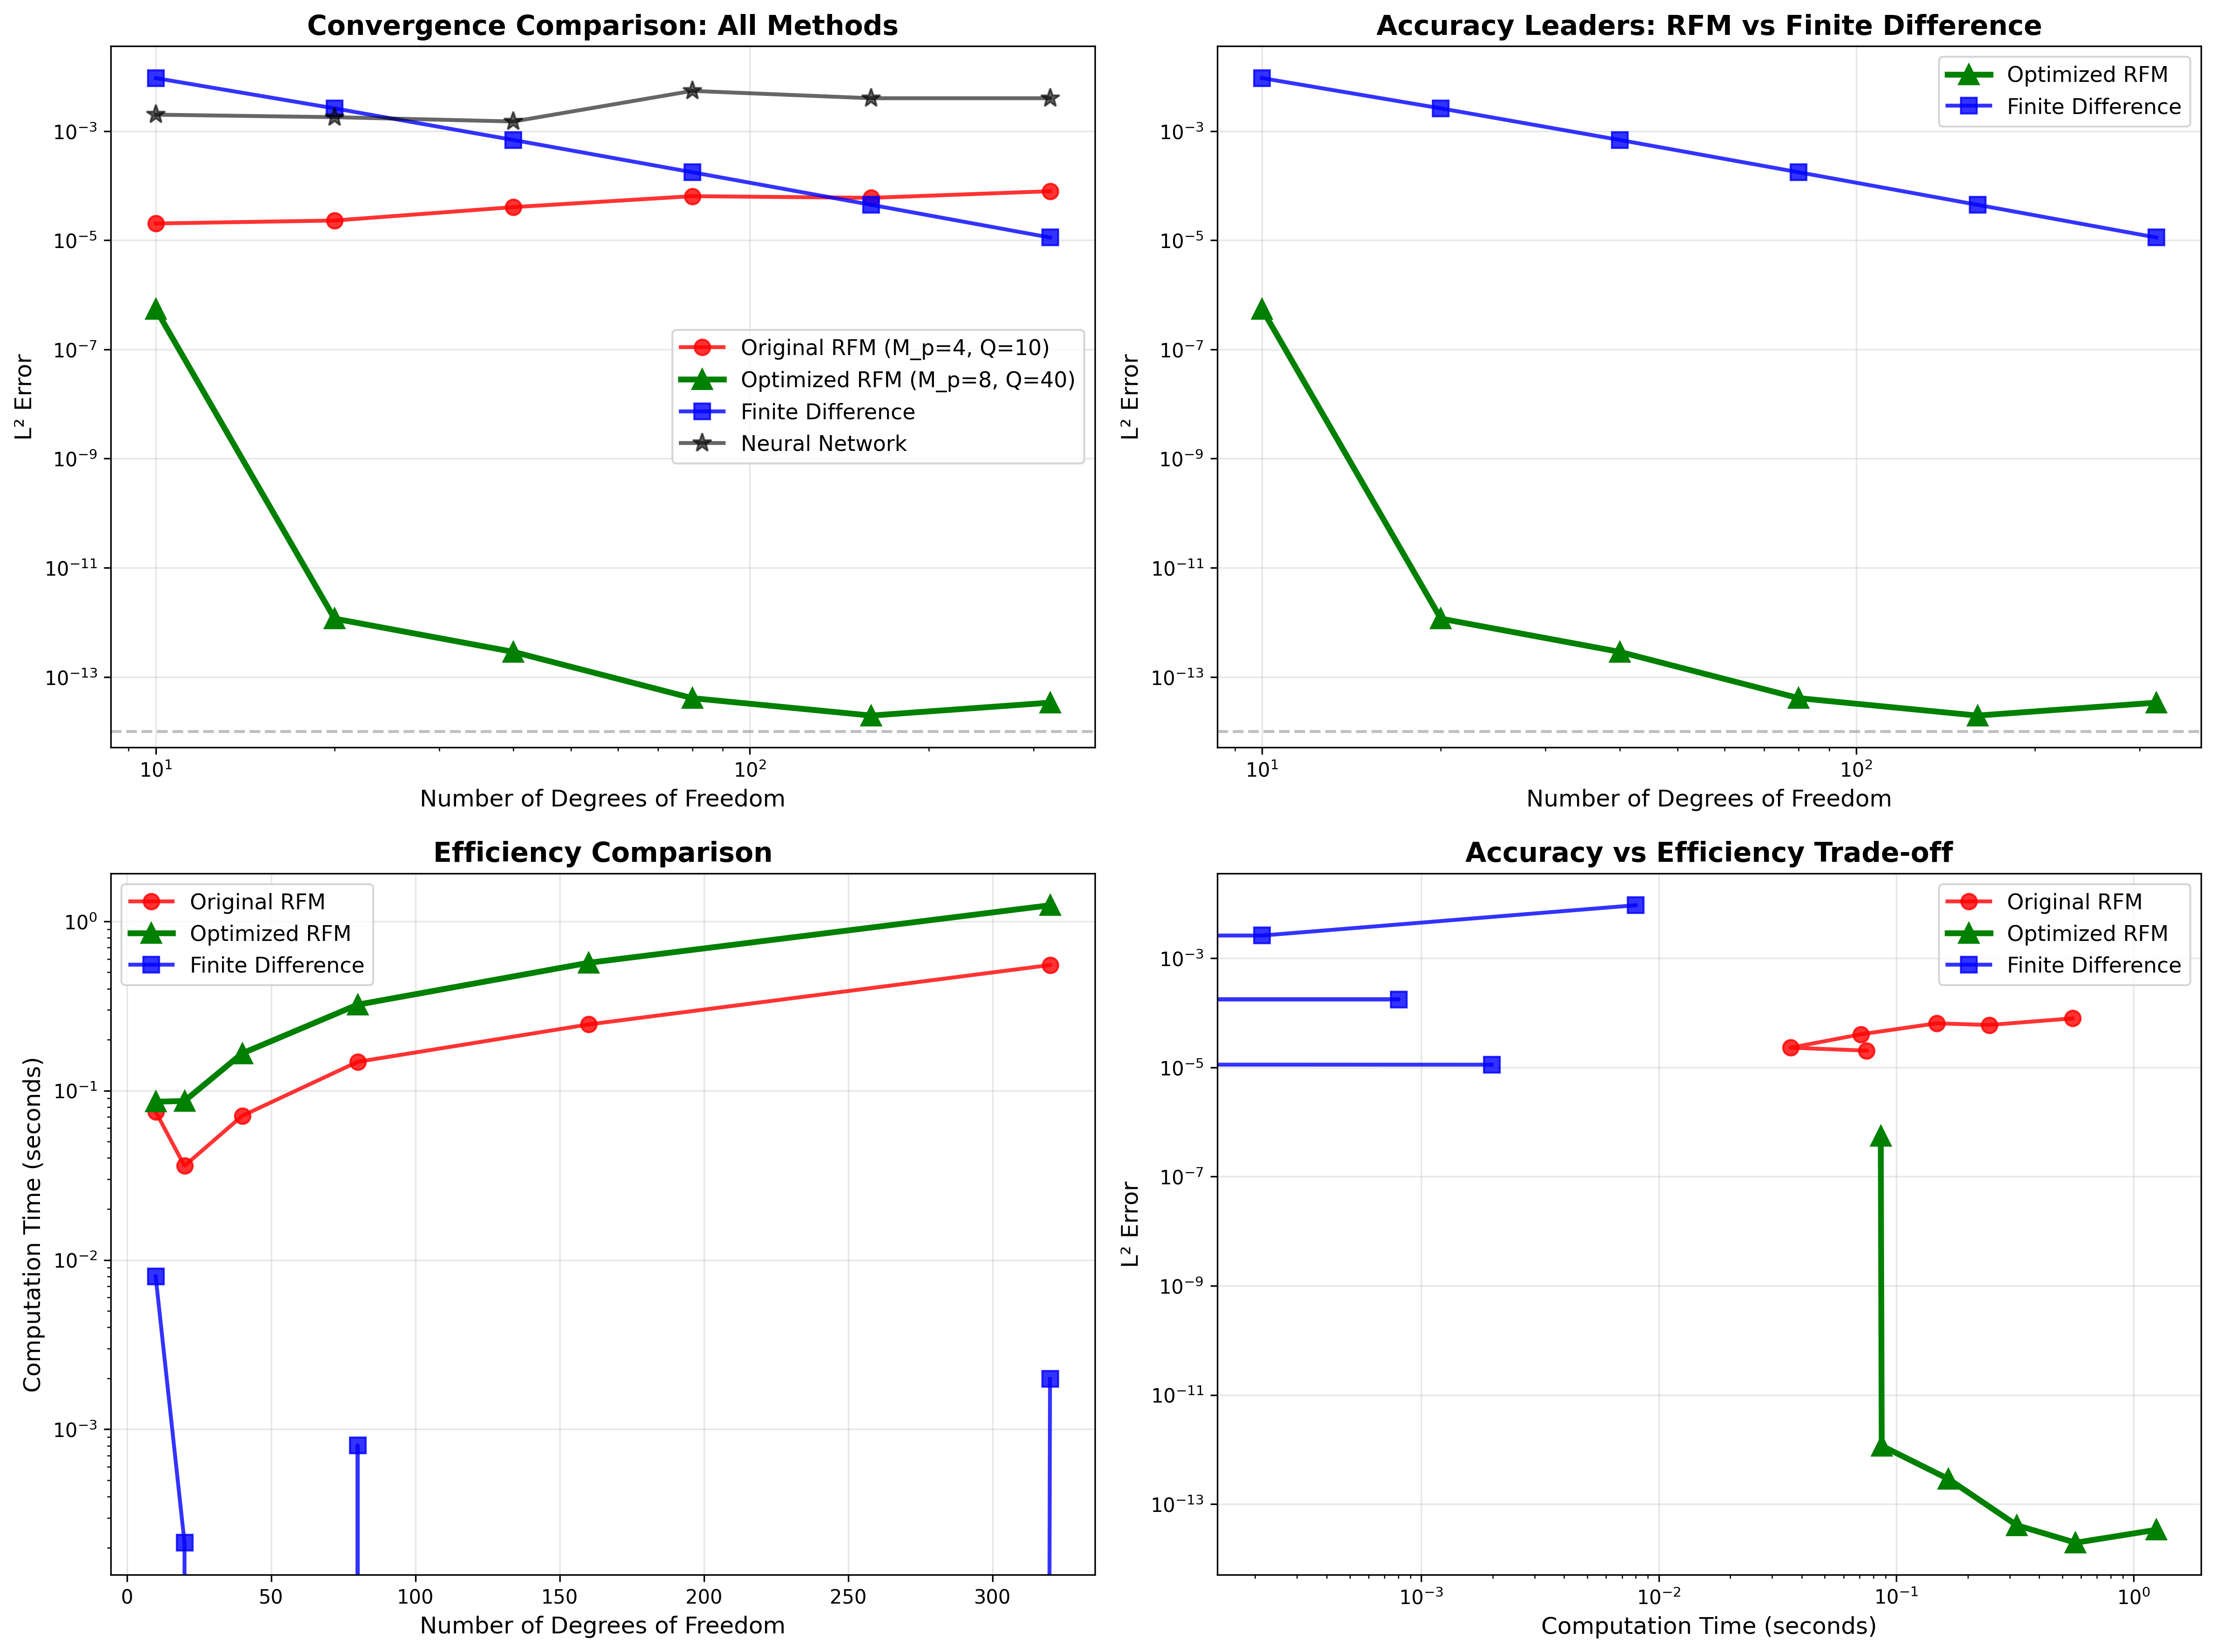 Convergence Comparison: All Methods
L² Error
10⁻³
10⁻⁵
10⁻⁷
10⁻⁹
10⁻¹¹
10⁻¹³
Original RFM (M_p=4, Q=10)
Optimized RFM (M_p=8, Q=40)
Finite Difference
Neural Network
10¹ 10²
Number of Degrees of Freedom
Accuracy Leaders: RFM vs Finite Difference
L² Error
10⁻³
10⁻⁵
10⁻⁷
10⁻⁹
10⁻¹¹
10⁻¹³
Optimized RFM
Finite Difference
10¹ 10²
Number of Degrees of Freedom
Efficiency Comparison
Computation Time (seconds)
10⁰
10⁻¹
10⁻²
10⁻³
Original RFM
Optimized RFM
Finite Difference
0 50 100 150 200 250 300
Number of Degrees of Freedom
Accuracy vs Efficiency Trade-off
L² Error
10⁻³
10⁻⁵
10⁻⁷
10⁻⁹
10⁻¹¹
10⁻¹³
Original RFM
Optimized RFM
Finite Difference
10⁻³ 10⁻² 10⁻¹ 10⁰
Computation Time (seconds)